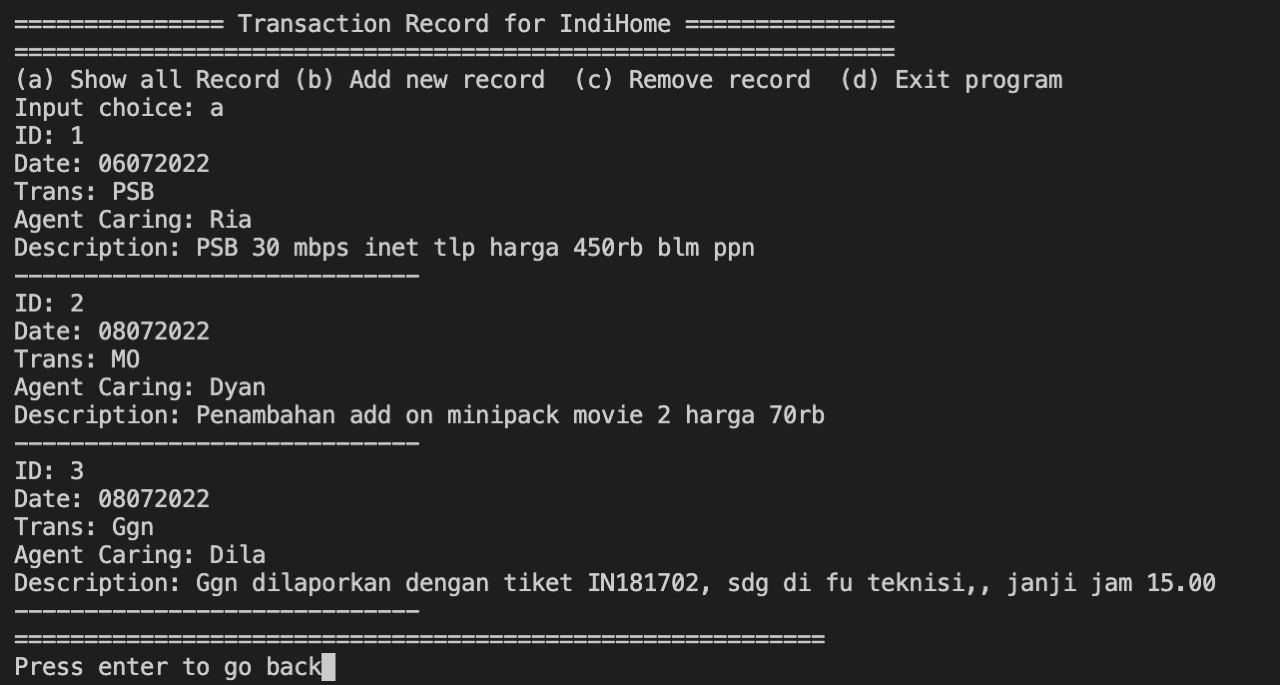 =============== Transaction Record for IndiHome ===============
===============================================================
(a) Show all Record (b) Add new record  (c) Remove record  (d) Exit program
Input choice: a
ID: 1
Date: 06072022
Trans: PSB
Agent Caring: Ria
Description: PSB 30 mbps inet tlp harga 450rb blm ppn
-----------------------------
ID: 2
Date: 08072022
Trans: MO
Agent Caring: Dyan
Description: Penambahan add on minipack movie 2 harga 70rb
-----------------------------
ID: 3
Date: 08072022
Trans: Ggn
Agent Caring: Dila
Description: Ggn dilaporkan dengan tiket IN181702, sdg di fu teknisi,, janji jam 15.00
-----------------------------
==========================================================
Press enter to go back